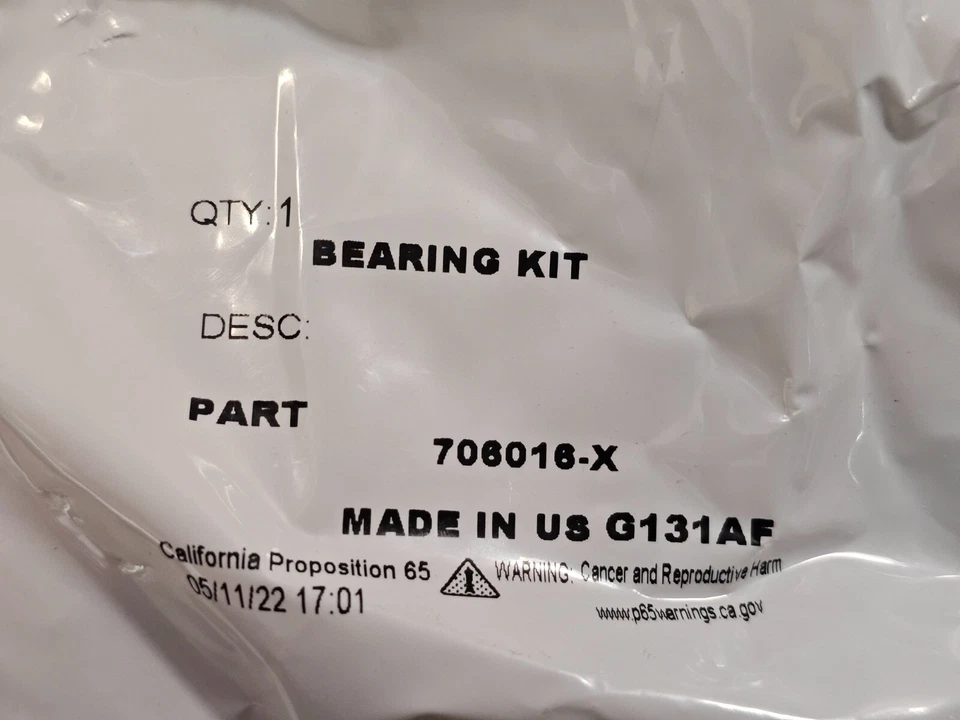 QTY: 1
BEARING KIT
DESC:
PART
706016-X
MADE IN US G131AF
California Proposition 65 WARNING: Cancer and Reproductive Harm
05/11/22 17:01 www.p65warnings.ca.gov